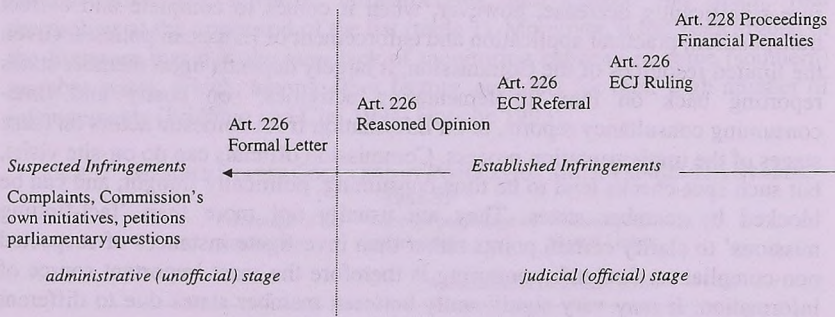 Art. 228 Proceedings
Financial Penalties
Art. 226
ECJ Ruling
Art. 226
ECJ Referral
Art. 226
Reasoned Opinion
Art. 226
Formal Letter
Suspected Infringements
Established Infringements
Complaints, Commission's
own initiatives, petitions
parliamentary questions
administrative (unofficial) stage
judicial (official) stage